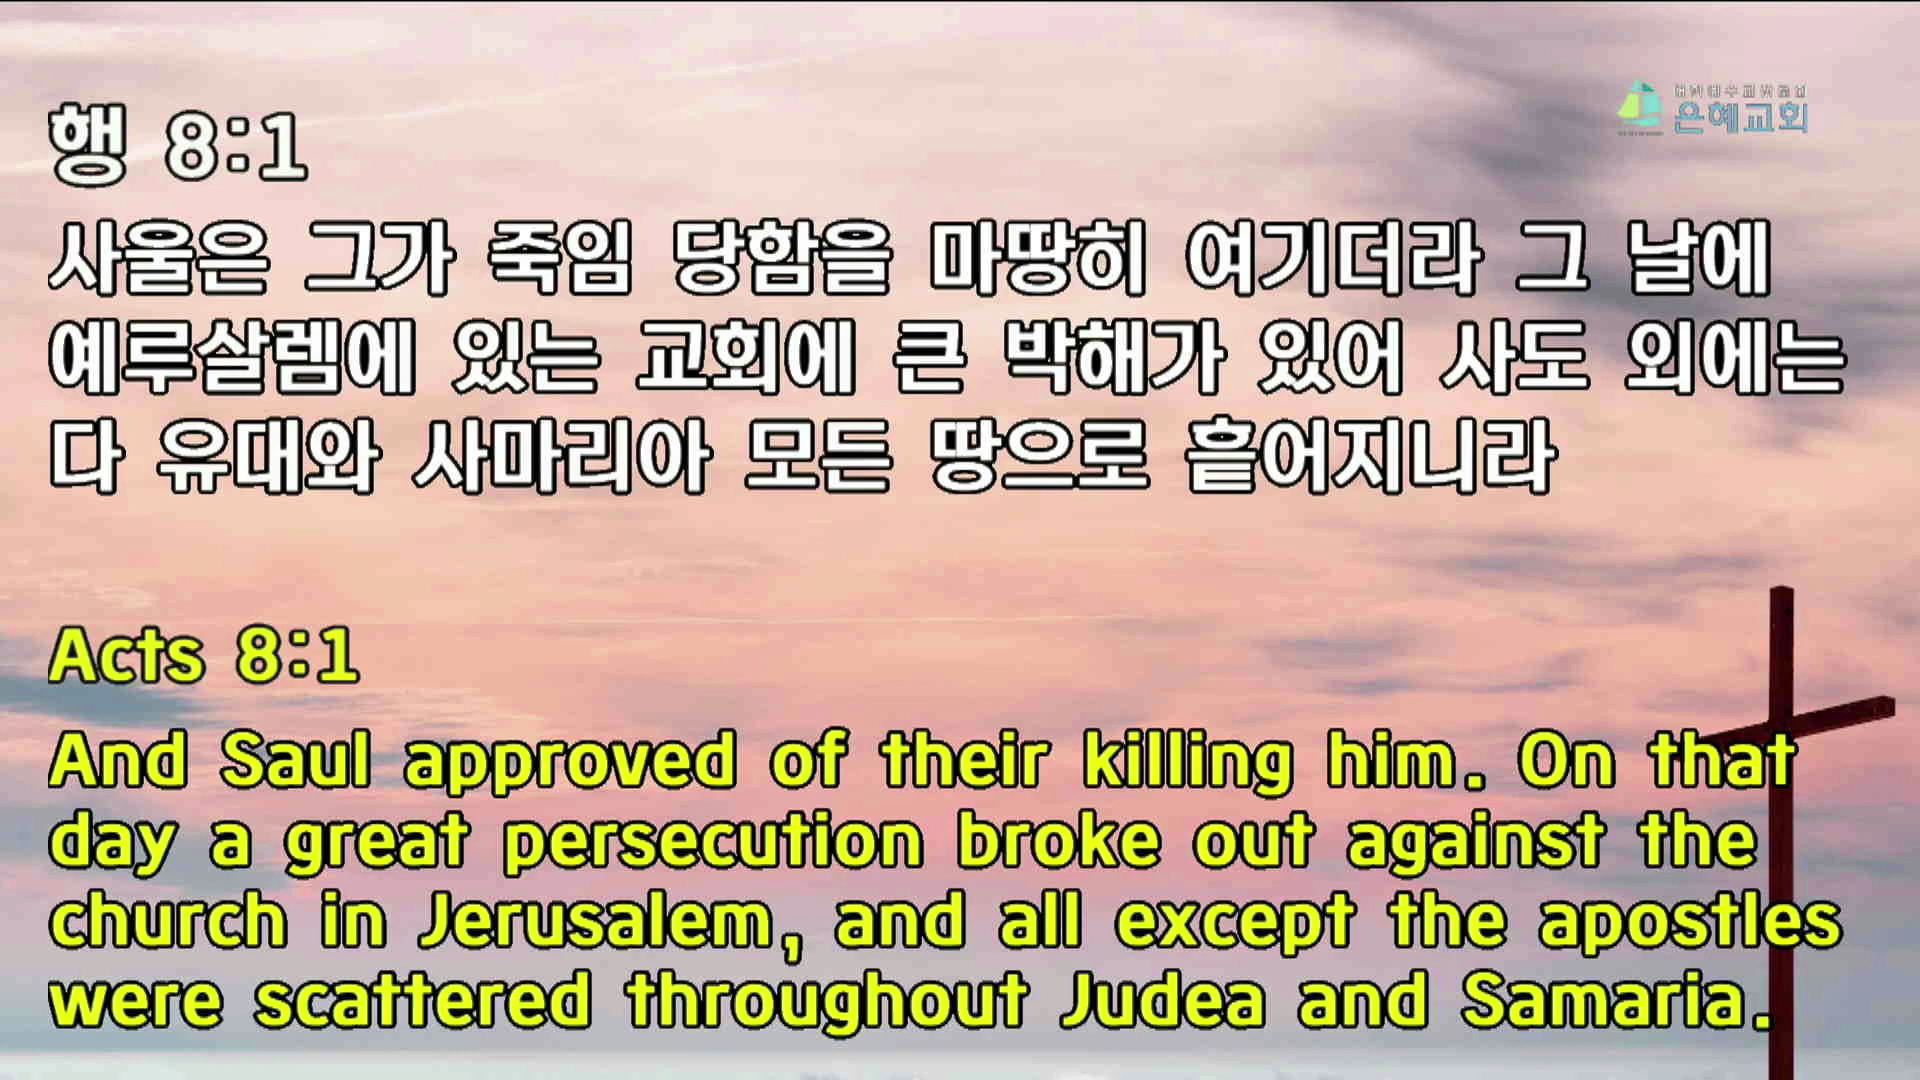 은혜교회
행 8:1
사울은 그가 죽임 당함을 마땅히 여기더라 그 날에
예루살렘에 있는 교회에 큰 박해가 있어 사도 외에는
다 유대와 사마리아 모든 땅으로 흩어지니라
Acts 8:1
And Saul approved of their killing him. On that
day a great persecution broke out against the
church in Jerusalem, and all except the apostles
were scattered throughout Judea and Samaria.